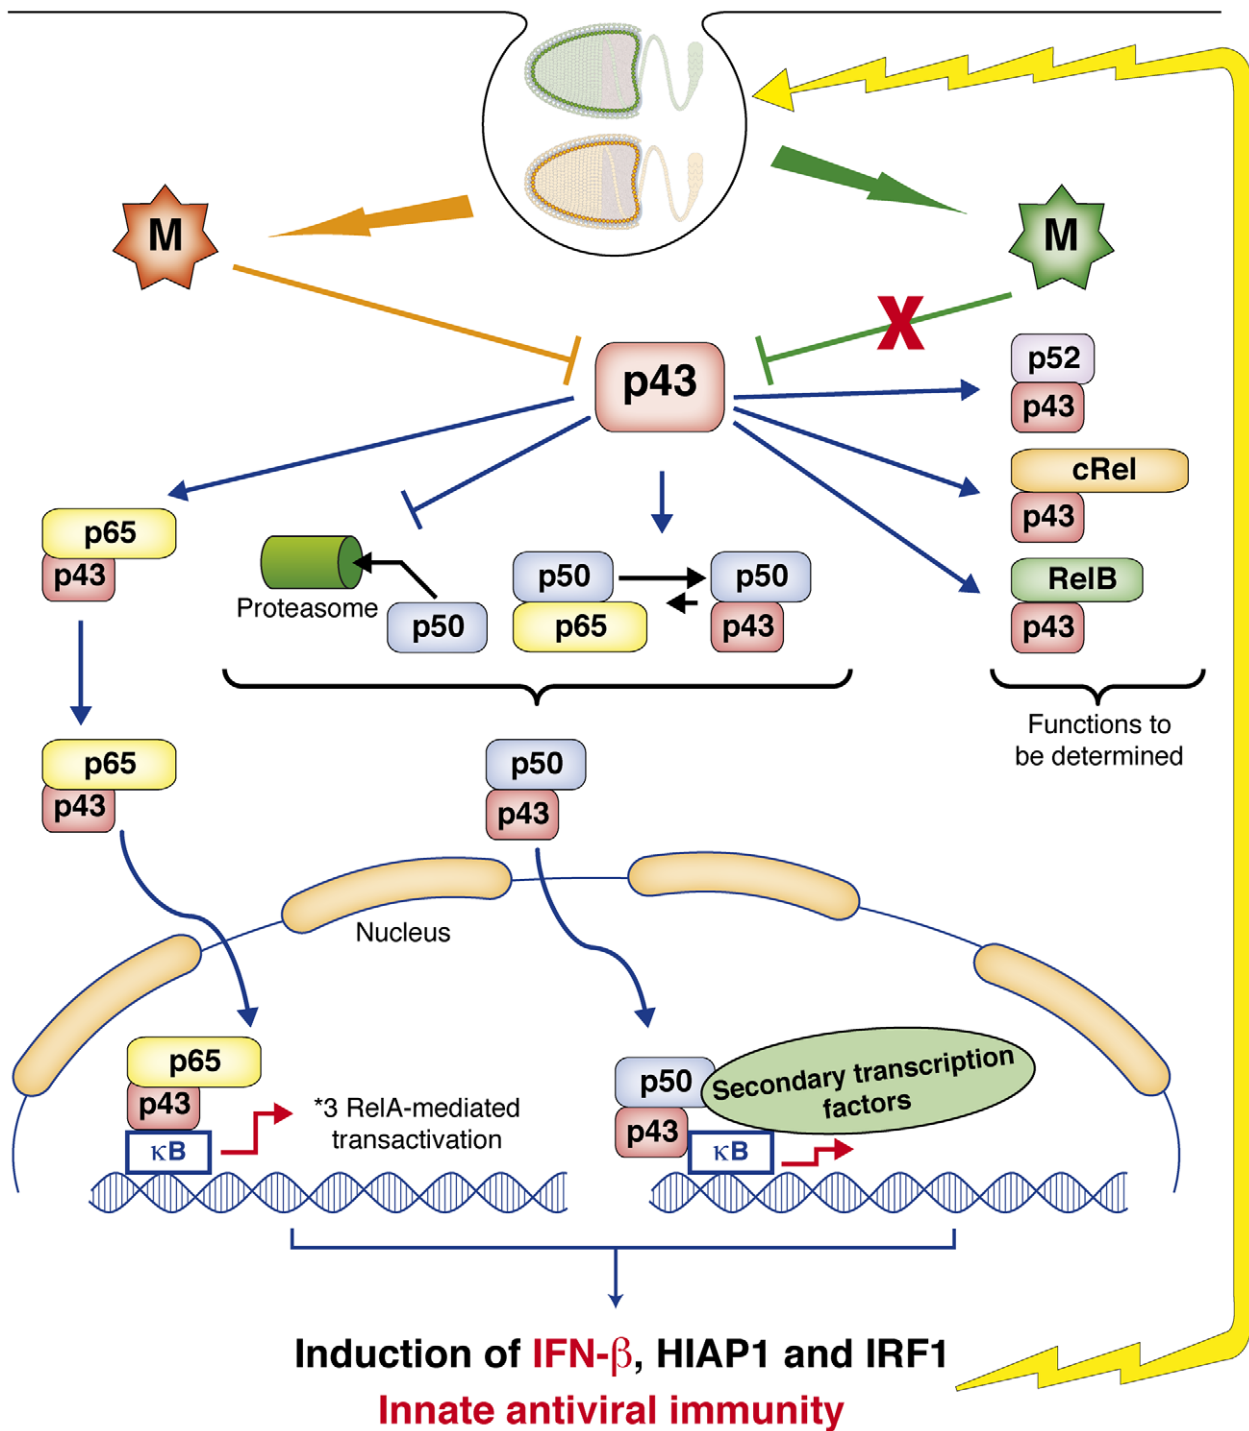 M
M
X
p43
p52
p43
cRel
p43
RelB
p43
p65
p43
Proteasome
p50
p50
p65
p50
p43
Functions to
be determined
p65
p43
p50
p43
Nucleus
p65
p43
κB
*3 RelA-mediated
transactivation
p50
p43
κB
Secondary transcription
factors
Induction of IFN-β, HIAP1 and IRF1
Innate antiviral immunity